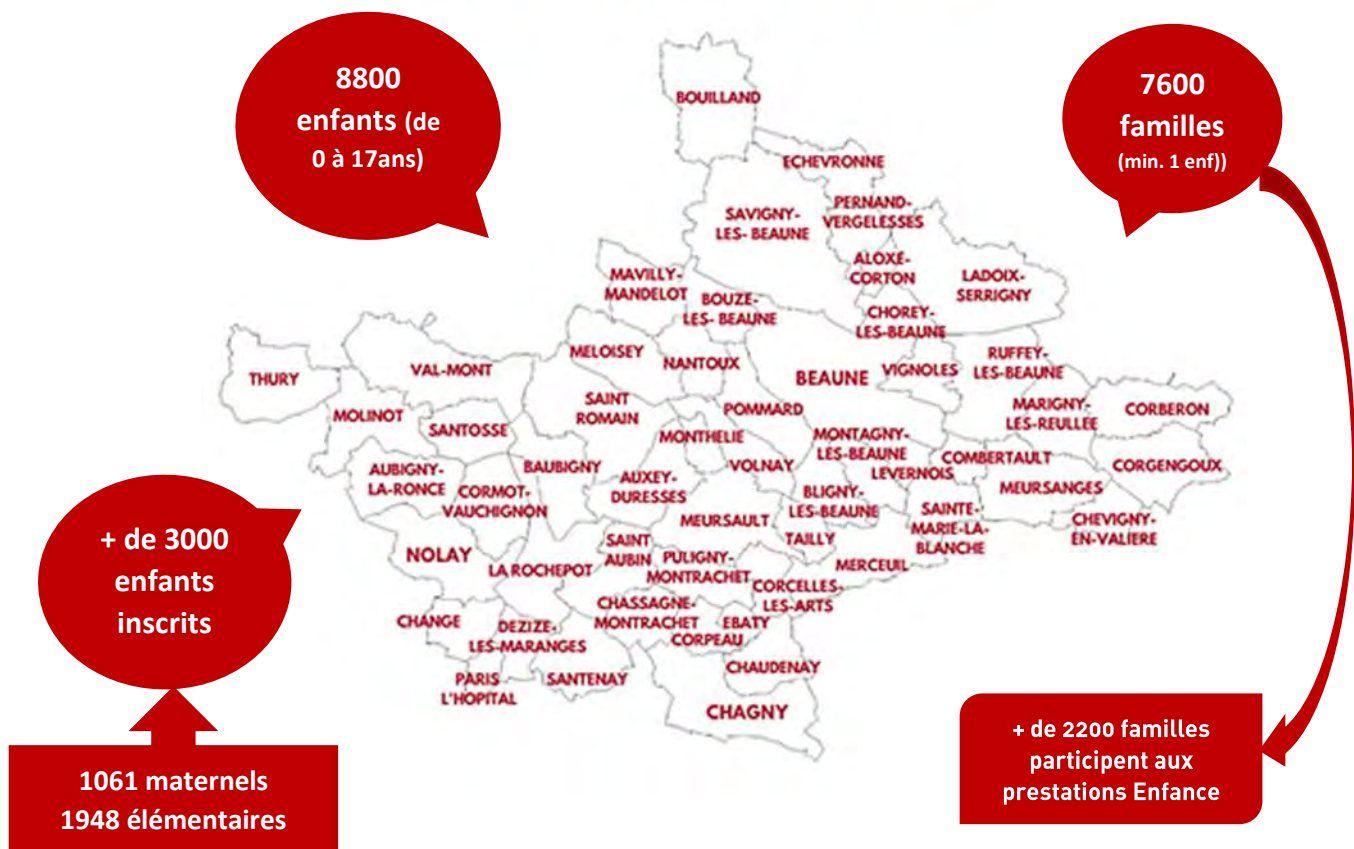 8800
enfants (de
0 à 17ans)
7600
familles
(min. 1 enf))
BOUILLAND
ECHEVRONNE
SAVIGNY-
LES- BEAUNE
PERNAND-
VERGELESSES
ALOXE-
CORTON
LADOIX-
SERRIGNY
MAVILLY-
MANDELOT
BOUZE-
LES- BEAUNE
CHOREY-
LES-BEAUNE
THURY
VAL-MONT
MELOISEY
NANTOUX
BEAUNE
VIGNOLES
RUFFEY-
LES-BEAUNE
MOLINOT
SANTOSSE
SAINT
ROMAIN
POMMARD
MARIGNY-
LES-REULLEE
CORBERON
MONTHELIE
MONTAGNY-
LES-BEAUNE
LEVERNOIS
COMBERTAULT
CORGENGOUX
AUBIGNY-
LA-RONCE
BAUBIGNY
VOLNAY
AUXEY-
DURESSES
CORMOT-
VAUCHIGNON
BLIGNY-
LES-BEAUNE
MEURSANGES
SAINTE-
MARIE-LA-
BLANCHE
CHEVIGNY-
EN-VALIERE
MEURSAULT
TAILLY
MERCEUIL
NOLAY
LA ROCHEPOT
SAINT
AUBIN
PULIGNY-
MONTRACHET
CORCELLES-
LES-ARTS
CHANGE
DEZIZE-
LES-MARANGES
CHASSAGNE-
MONTRACHET
EBATY
CORPEAU
PARIS
L'HOPITAL
SANTENAY
CHAUDENAY
CHAGNY
+ de 3000
enfants
inscrits
1061 maternels
1948 élémentaires
+ de 2200 familles
participent aux
prestations Enfance